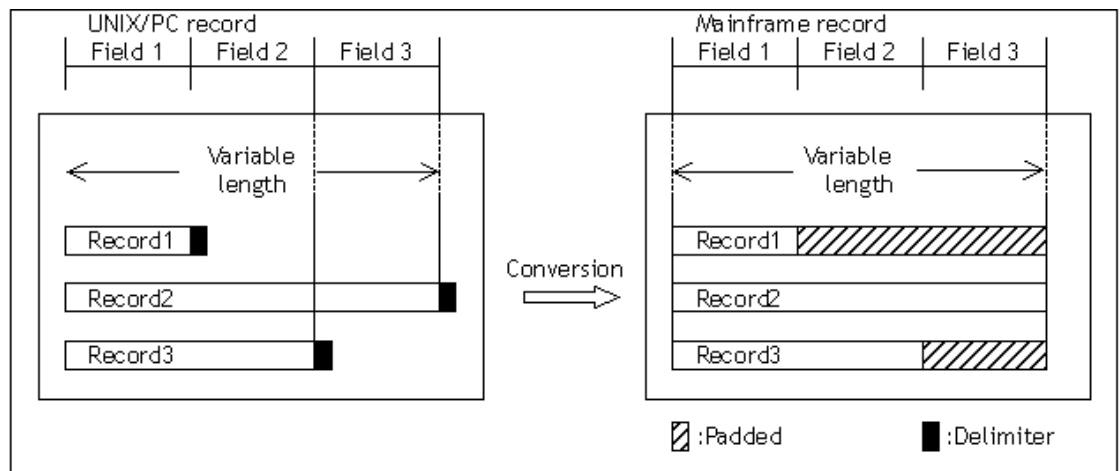 UNIX/PC record
Field 1 Field 2 Field 3
Variable
length
Record1
Record2
Record3
Conversion
Mainframe record
Field 1 Field 2 Field 3
Variable
length
Record1
Record2
Record3
:Padded :Delimiter